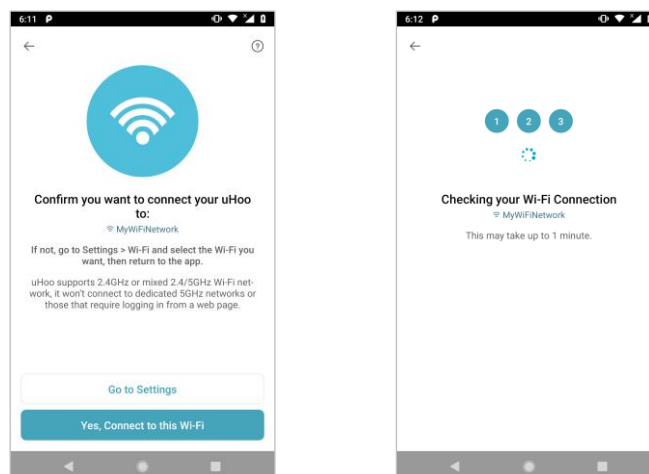 6:11
Confirm you want to connect your uHoo
to:
MyWiFiNetwork
If not, go to Settings > Wi-Fi and select the Wi-Fi you
want, then return to the app.
uHoo supports 2.4GHz or mixed 2.4/5GHz Wi-Fi net-
work, it won't connect to dedicated 5GHz networks or
those that require logging in from a web page.
Go to Settings
Yes, Connect to this Wi-Fi
6:12
1 2 3
Checking your Wi-Fi Connection
MyWiFiNetwork
This may take up to 1 minute.